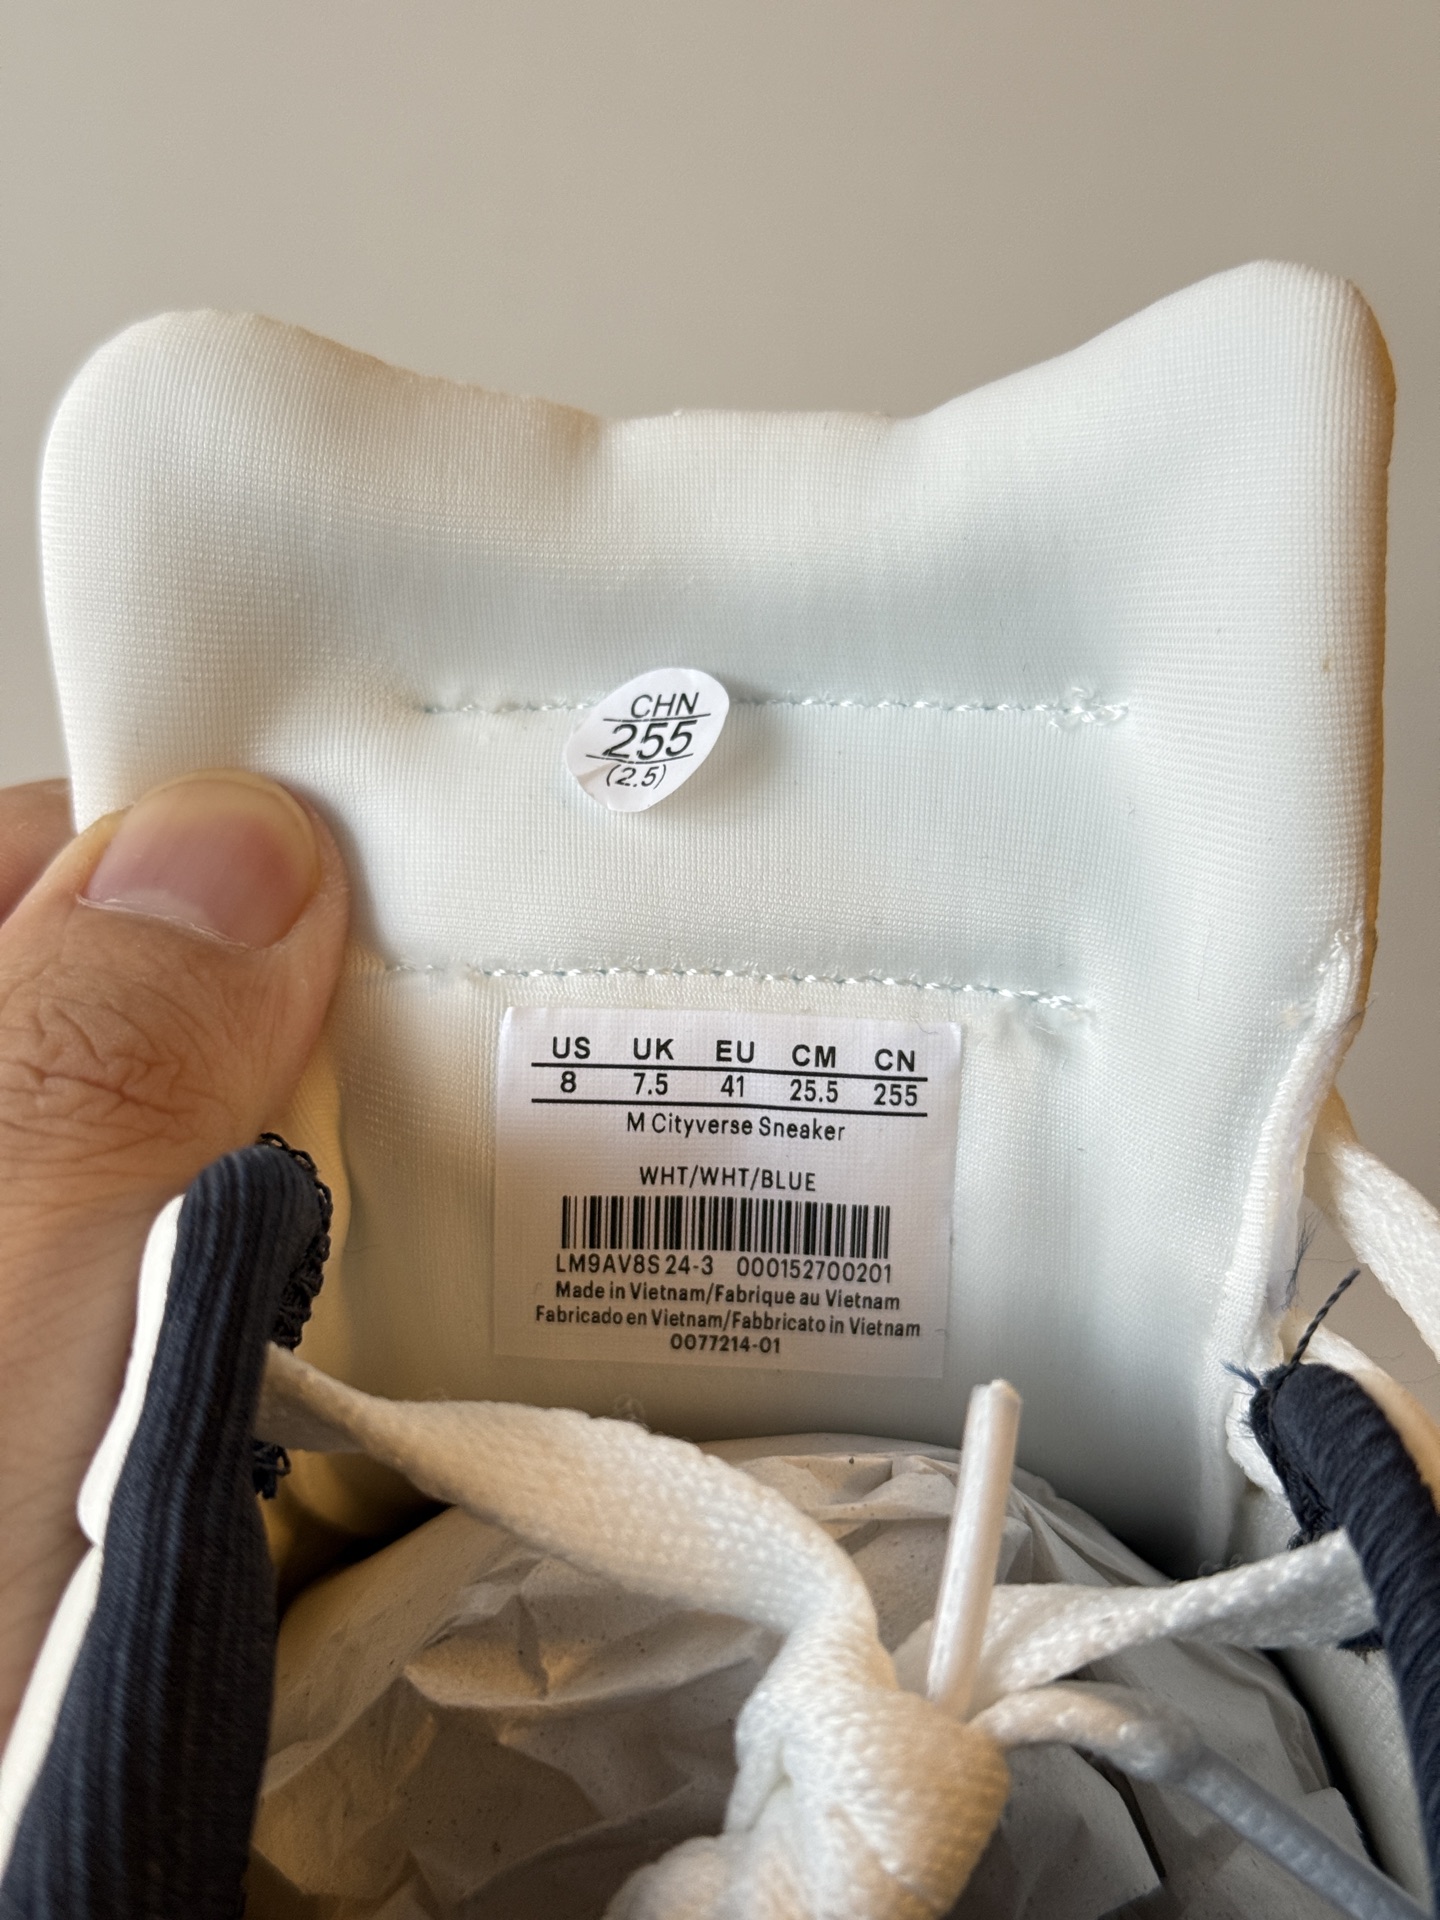 CHN
255
(2.5)
US UK EU CM CN
8 7.5 41 25.5 255
M Cityverse Sneaker
WHT/WHT/BLUE
LM9AV8S 24-3 000152700201
Made in Vietnam/Fabrique au Vietnam
Fabricado en Vietnam/Fabbricato in Vietnam
0077214-01